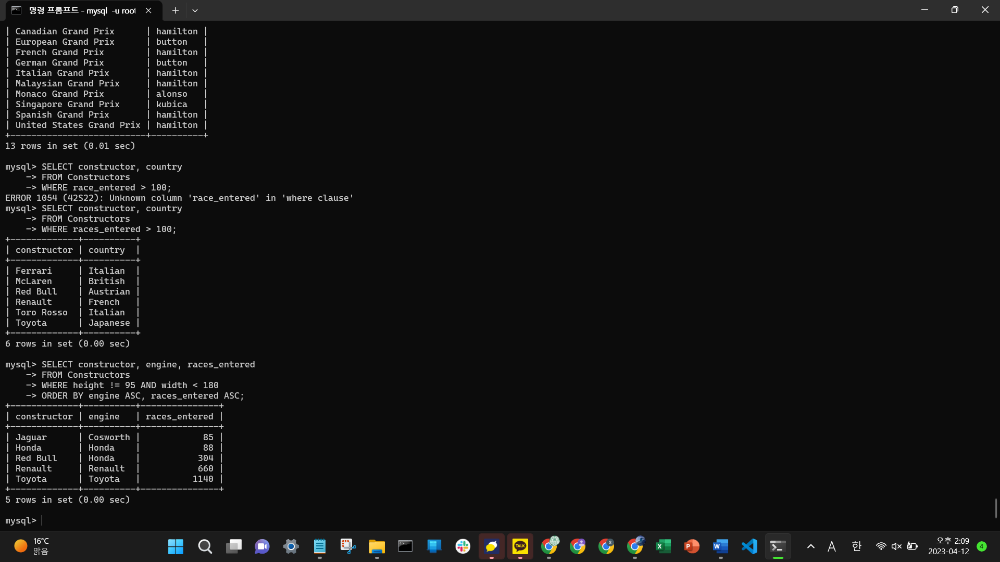 명령 프롬프트 - mysql  -u root
| Canadian Grand Prix      | hamilton |
| European Grand Prix      | button   |
| French Grand Prix        | hamilton |
| German Grand Prix        | button   |
| Italian Grand Prix       | hamilton |
| Malaysian Grand Prix     | hamilton |
| Monaco Grand Prix        | alonso   |
| Singapore Grand Prix     | kubica   |
| Spanish Grand Prix       | hamilton |
| United States Grand Prix | hamilton |
+--------------------------+----------+
13 rows in set (0.01 sec)
mysql> SELECT constructor, country
    -> FROM Constructors
    -> WHERE race_entered > 100;
ERROR 1054 (42S22): Unknown column 'race_entered' in 'where clause'
mysql> SELECT constructor, country
    -> FROM Constructors
    -> WHERE races_entered > 100;
+-------------+----------+
| constructor | country  |
+-------------+----------+
| Ferrari     | Italian  |
| McLaren     | British  |
| Red Bull    | Austrian |
| Renault     | French   |
| Toro Rosso  | Italian  |
| Toyota      | Japanese |
+-------------+----------+
6 rows in set (0.00 sec)
mysql> SELECT constructor, engine, races_entered
    -> FROM Constructors
    -> WHERE height != 95 AND width < 180
    -> ORDER BY engine ASC, races_entered ASC;
+-------------+----------+---------------+
| constructor | engine   | races_entered |
+-------------+----------+---------------+
| Jaguar      | Cosworth |            85 |
| Honda       | Honda    |            88 |
| Red Bull    | Honda    |           304 |
| Renault     | Renault  |           660 |
| Toyota      | Toyota   |          1140 |
+-------------+----------+---------------+
5 rows in set (0.00 sec)
mysql>
16°C
맑음
TALK
S
X
P
W
A
한
오후 2:09
2023-04-12
4